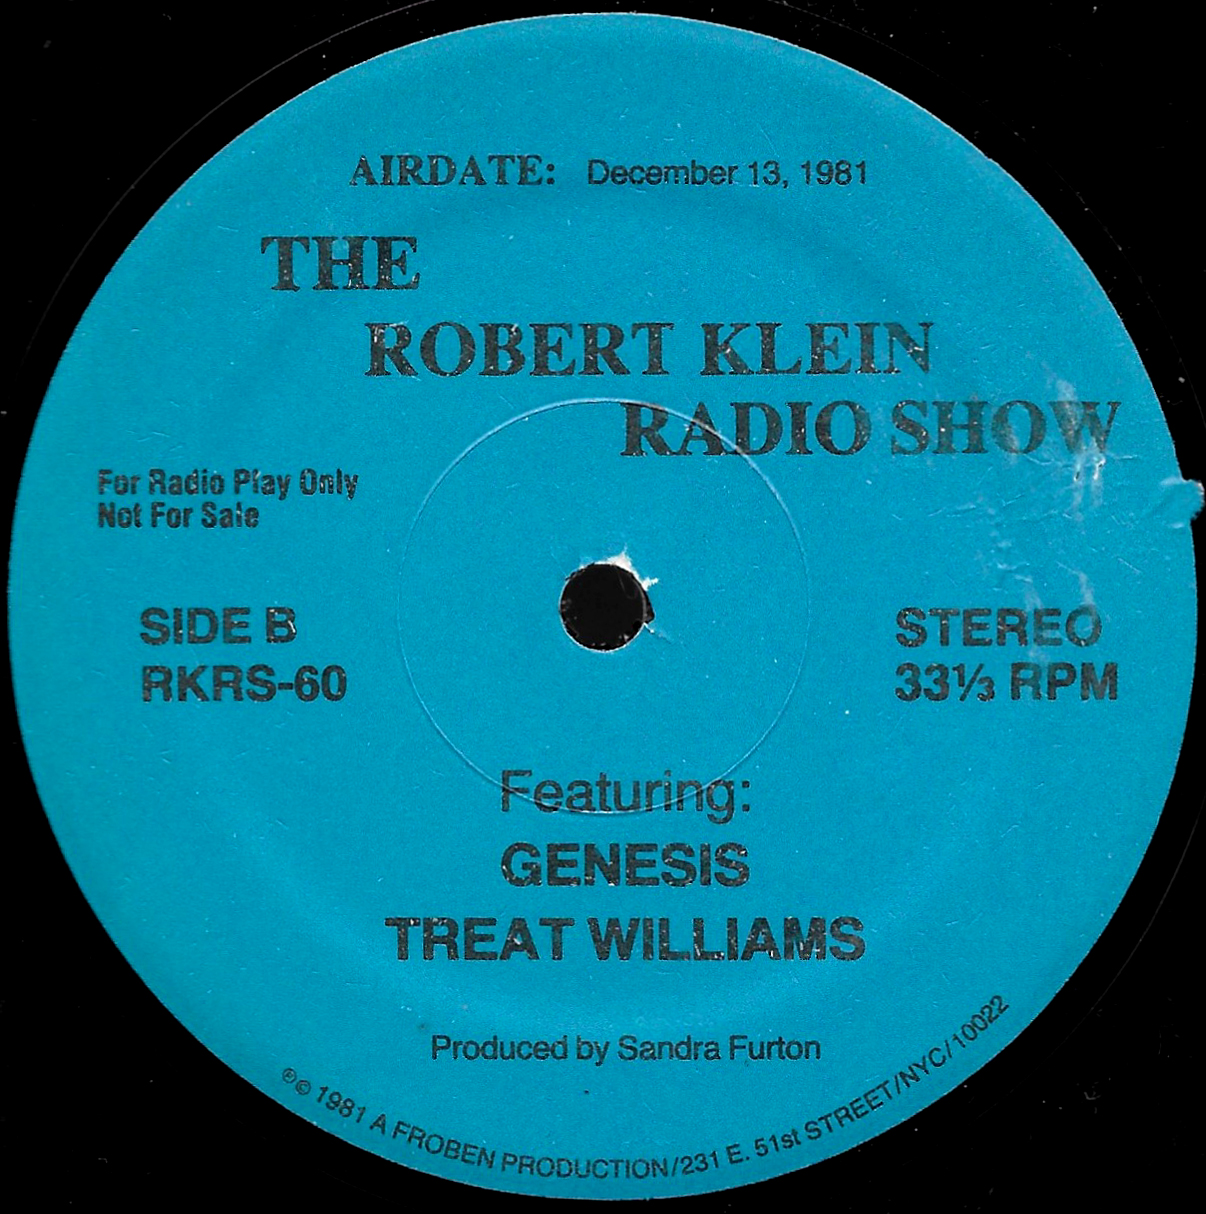 AIRDATE: December 13, 1981
THE
ROBERT KLEIN
RADIO SHOW
For Radio Play Only
Not For Sale
SIDE B
RKRS-60
STEREO
33⅓ RPM
Featuring:
GENESIS
TREAT WILLIAMS
Produced by Sandra Furton
℗© 1981 A FROBEN PRODUCTION/231 E. 51st STREET/NYC/10022